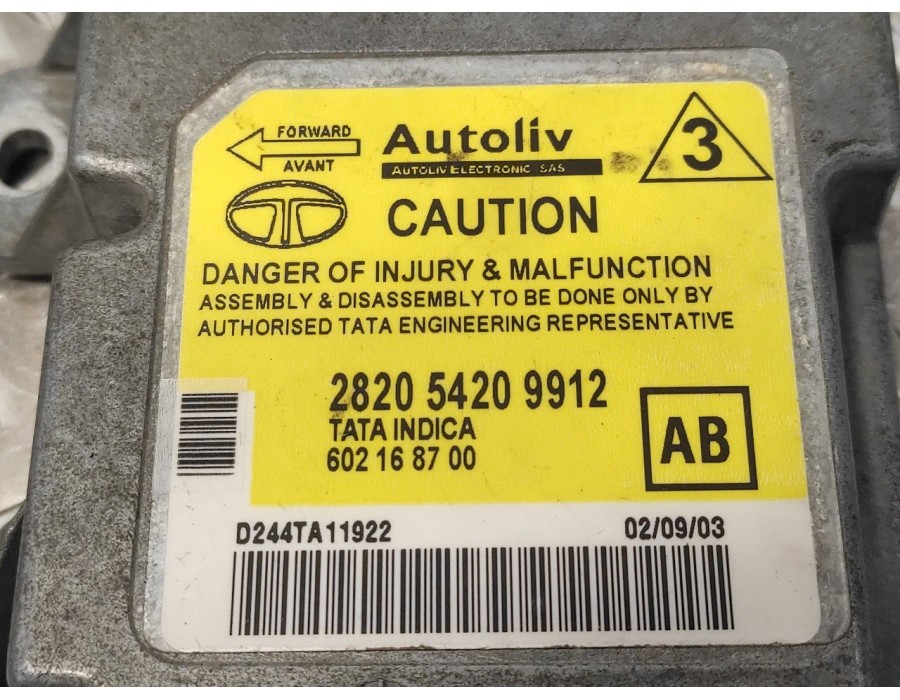 FORWARD
AVANT
Autoliv
AUTOLIV ELECTRONIC SAS
3
CAUTION
DANGER OF INJURY & MALFUNCTION
ASSEMBLY & DISASSEMBLY TO BE DONE ONLY BY
AUTHORISED TATA ENGINEERING REPRESENTATIVE
2820 5420 9912
TATA INDICA
602 16 87 00
AB
D244TA11922
02/09/03